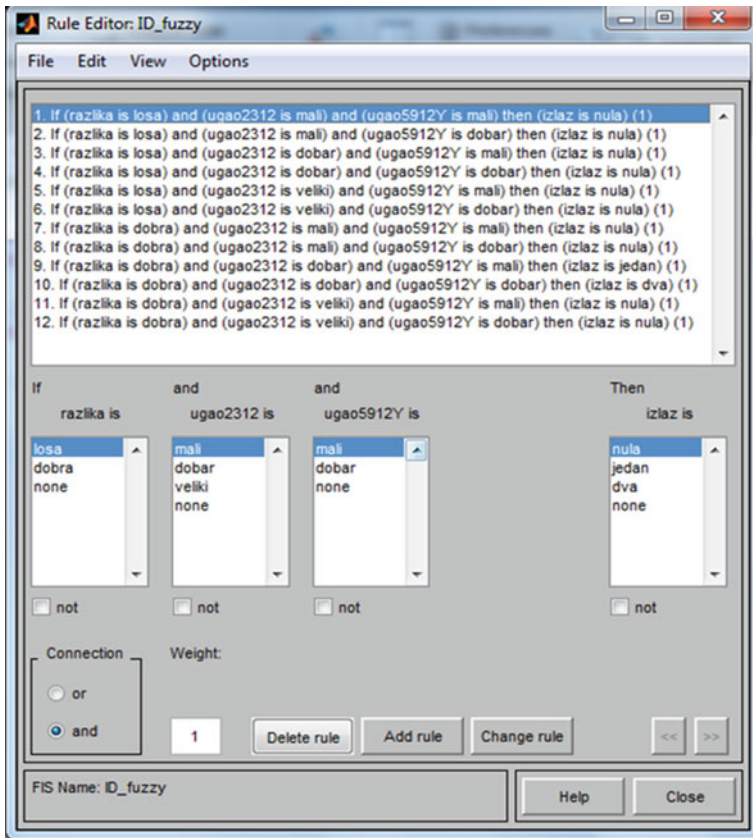 Rule Editor: ID_fuzzy
File Edit View Options
1. If (razlika is losa) and (ugao2312 is mali) and (ugao5912Y is mali) then (izlaz is nula) (1)
2. If (razlika is losa) and (ugao2312 is mali) and (ugao5912Y is dobar) then (izlaz is nula) (1)
3. If (razlika is losa) and (ugao2312 is dobar) and (ugao5912Y is mali) then (izlaz is nula) (1)
4. If (razlika is losa) and (ugao2312 is dobar) and (ugao5912Y is dobar) then (izlaz is nula) (1)
5. If (razlika is losa) and (ugao2312 is veliki) and (ugao5912Y is mali) then (izlaz is nula) (1)
6. If (razlika is losa) and (ugao2312 is veliki) and (ugao5912Y is dobar) then (izlaz is nula) (1)
7. If (razlika is dobra) and (ugao2312 is mali) and (ugao5912Y is mali) then (izlaz is nula) (1)
8. If (razlika is dobra) and (ugao2312 is mali) and (ugao5912Y is dobar) then (izlaz is nula) (1)
9. If (razlika is dobra) and (ugao2312 is dobar) and (ugao5912Y is mali) then (izlaz is jedan) (1)
10. If (razlika is dobra) and (ugao2312 is dobar) and (ugao5912Y is dobar) then (izlaz is dva) (1)
11. If (razlika is dobra) and (ugao2312 is veliki) and (ugao5912Y is mali) then (izlaz is nula) (1)
12. If (razlika is dobra) and (ugao2312 is veliki) and (ugao5912Y is dobar) then (izlaz is nula) (1)
If and and Then
razlika is ugao2312 is ugao5912Y is izlaz is
losa mali mali nula
dobra dobar dobar jedan
none veliki none dva
none none
not not not not
Connection Weight:
or
and 1 Delete rule Add rule Change rule << >>
FIS Name: ID_fuzzy Help Close